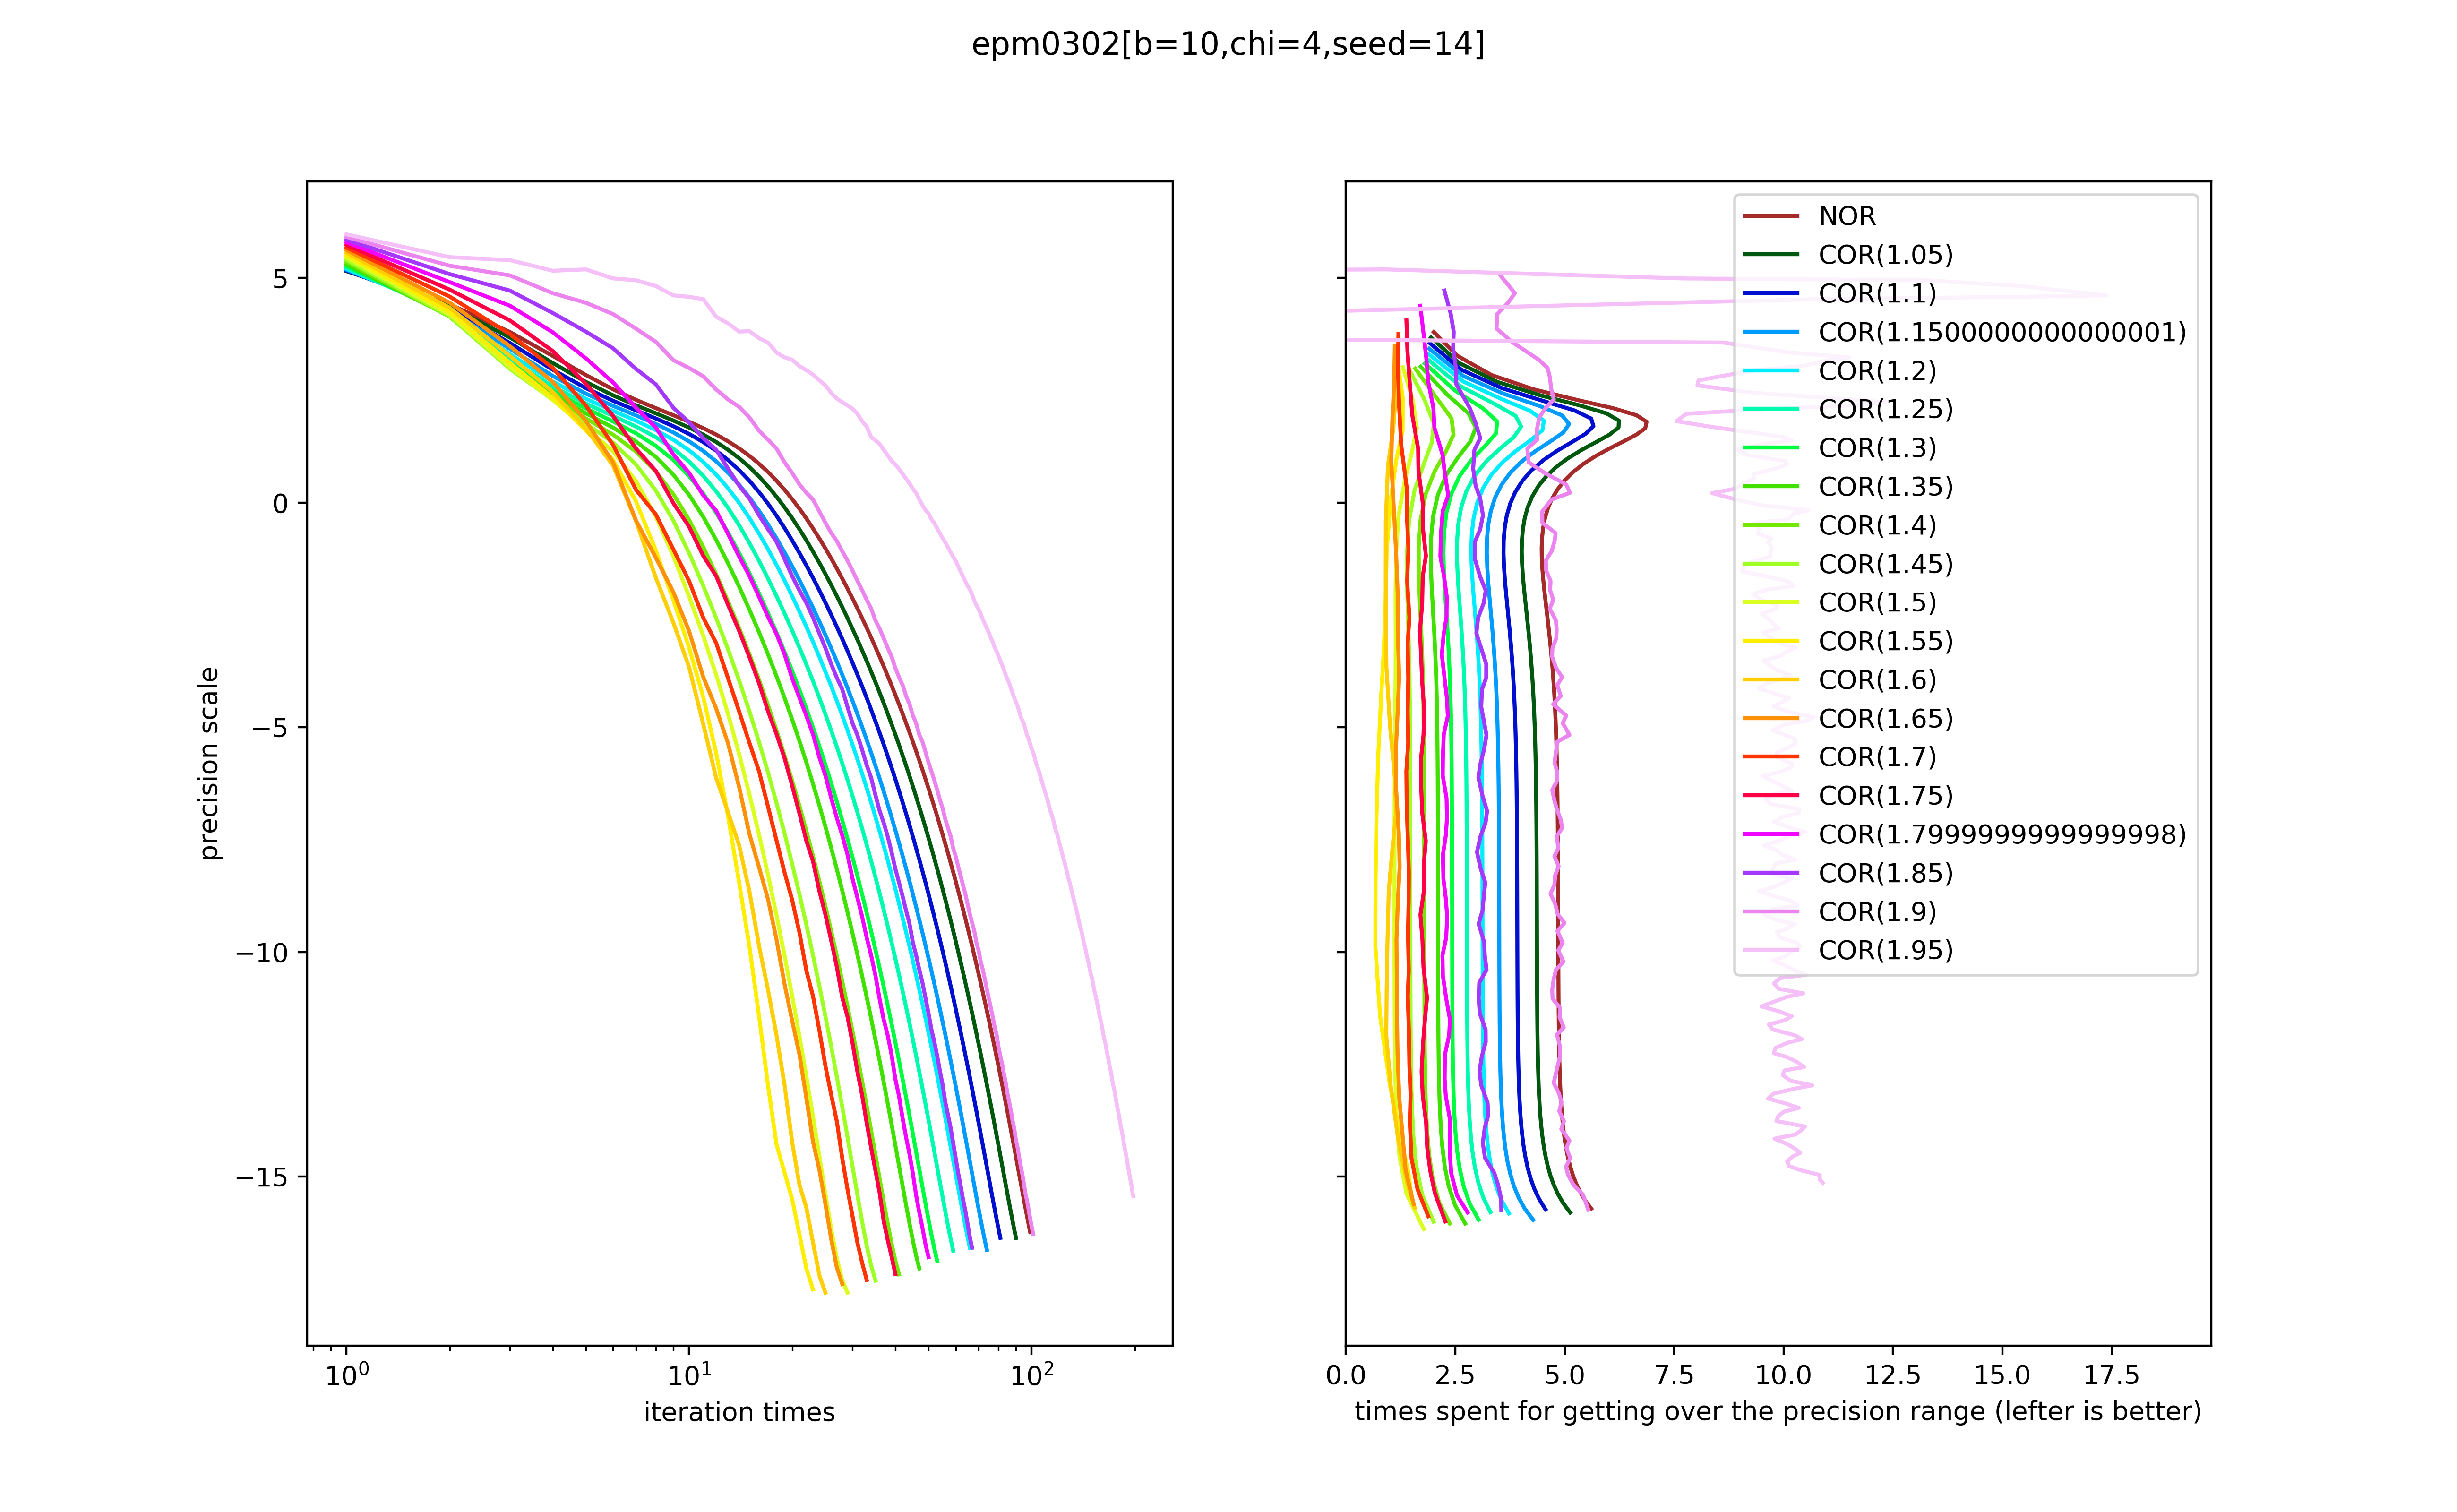 epm0302[b=10,chi=4,seed=14]
precision scale
5
0
−5
−10
−15
10^0 10^1 10^2
iteration times
NOR
COR(1.05)
COR(1.1)
COR(1.1500000000000001)
COR(1.2)
COR(1.25)
COR(1.3)
COR(1.35)
COR(1.4)
COR(1.45)
COR(1.5)
COR(1.55)
COR(1.6)
COR(1.65)
COR(1.7)
COR(1.75)
COR(1.7999999999999998)
COR(1.85)
COR(1.9)
COR(1.95)
0.0 2.5 5.0 7.5 10.0 12.5 15.0 17.5
times spent for getting over the precision range (lefter is better)